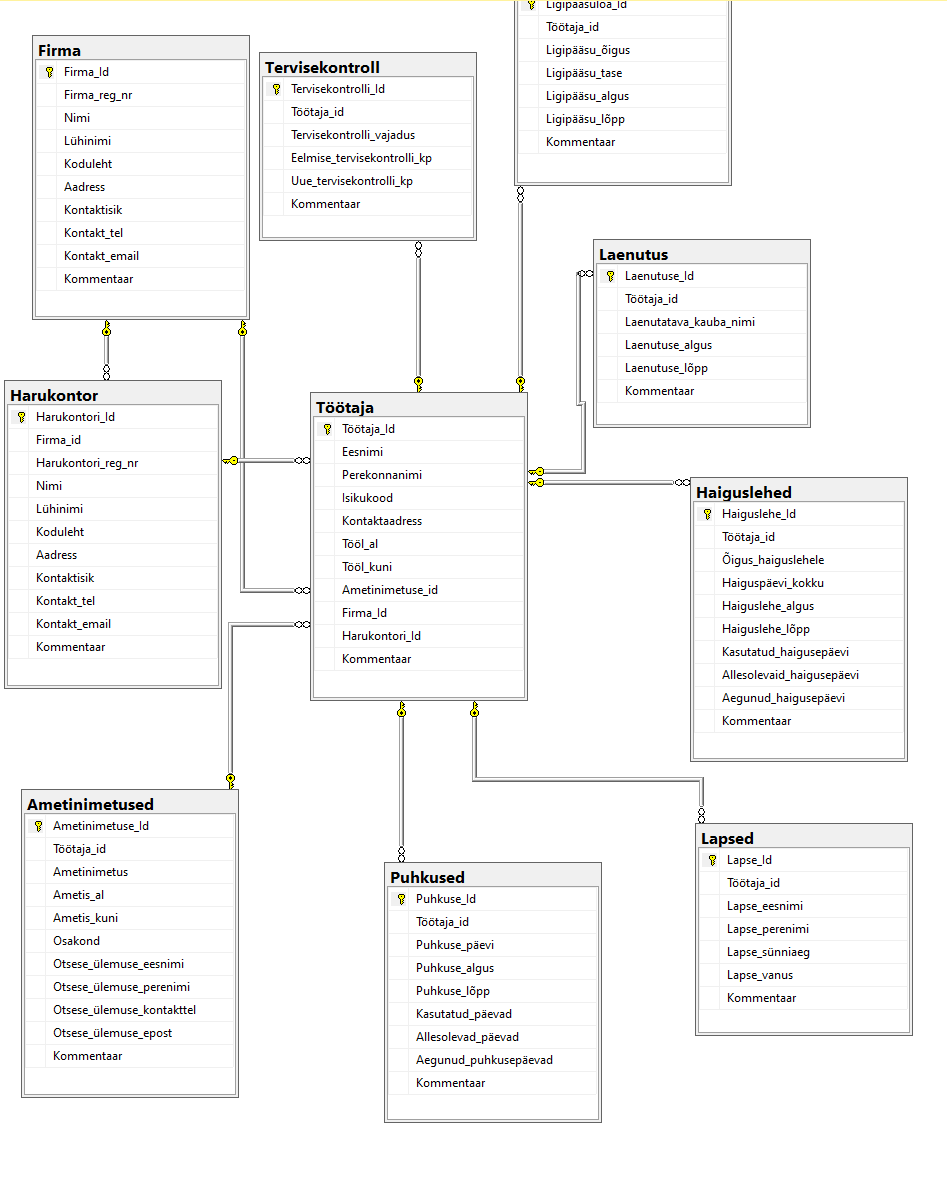 Firma
Firma_Id
Firma_reg_nr
Nimi
Lühinimi
Koduleht
Aadress
Kontaktisik
Kontakt_tel
Kontakt_email
Kommentaar
Tervisekontroll
Tervisekontrolli_Id
Töötaja_id
Tervisekontrolli_vajadus
Eelmise_tervisekontrolli_kp
Uue_tervisekontrolli_kp
Kommentaar
Ligipääsuloa_Id
Töötaja_id
Ligipääsu_õigus
Ligipääsu_tase
Ligipääsu_algus
Ligipääsu_lõpp
Kommentaar
Laenutus
Laenutuse_Id
Töötaja_id
Laenutatava_kauba_nimi
Laenutuse_algus
Laenutuse_lõpp
Kommentaar
Harukontor
Harukontori_Id
Firma_id
Harukontori_reg_nr
Nimi
Lühinimi
Koduleht
Aadress
Kontaktisik
Kontakt_tel
Kontakt_email
Kommentaar
Töötaja
Töötaja_Id
Eesnimi
Perekonnanimi
Isikukood
Kontaktaadress
Tööl_al
Tööl_kuni
Ametinimetuse_id
Firma_Id
Harukontori_Id
Kommentaar
Haiguslehed
Haiguslehe_Id
Töötaja_id
Õigus_haiguslehele
Haiguspäevi_kokku
Haiguslehe_algus
Haiguslehe_lõpp
Kasutatud_haigusepäevi
Allesolevaid_haigusepäevi
Aegunud_haigusepäevi
Kommentaar
Ametinimetused
Ametinimetuse_Id
Töötaja_id
Ametinimetus
Ametis_al
Ametis_kuni
Osakond
Otsese_ülemuse_eesnimi
Otsese_ülemuse_perenimi
Otsese_ülemuse_kontakttel
Otsese_ülemuse_epost
Kommentaar
Puhkused
Puhkuse_Id
Töötaja_id
Puhkuse_päevi
Puhkuse_algus
Puhkuse_lõpp
Kasutatud_päevad
Allesolevad_päevad
Aegunud_puhkusepäevad
Kommentaar
Lapsed
Lapse_Id
Töötaja_id
Lapse_eesnimi
Lapse_perenimi
Lapse_sünniaeg
Lapse_vanus
Kommentaar